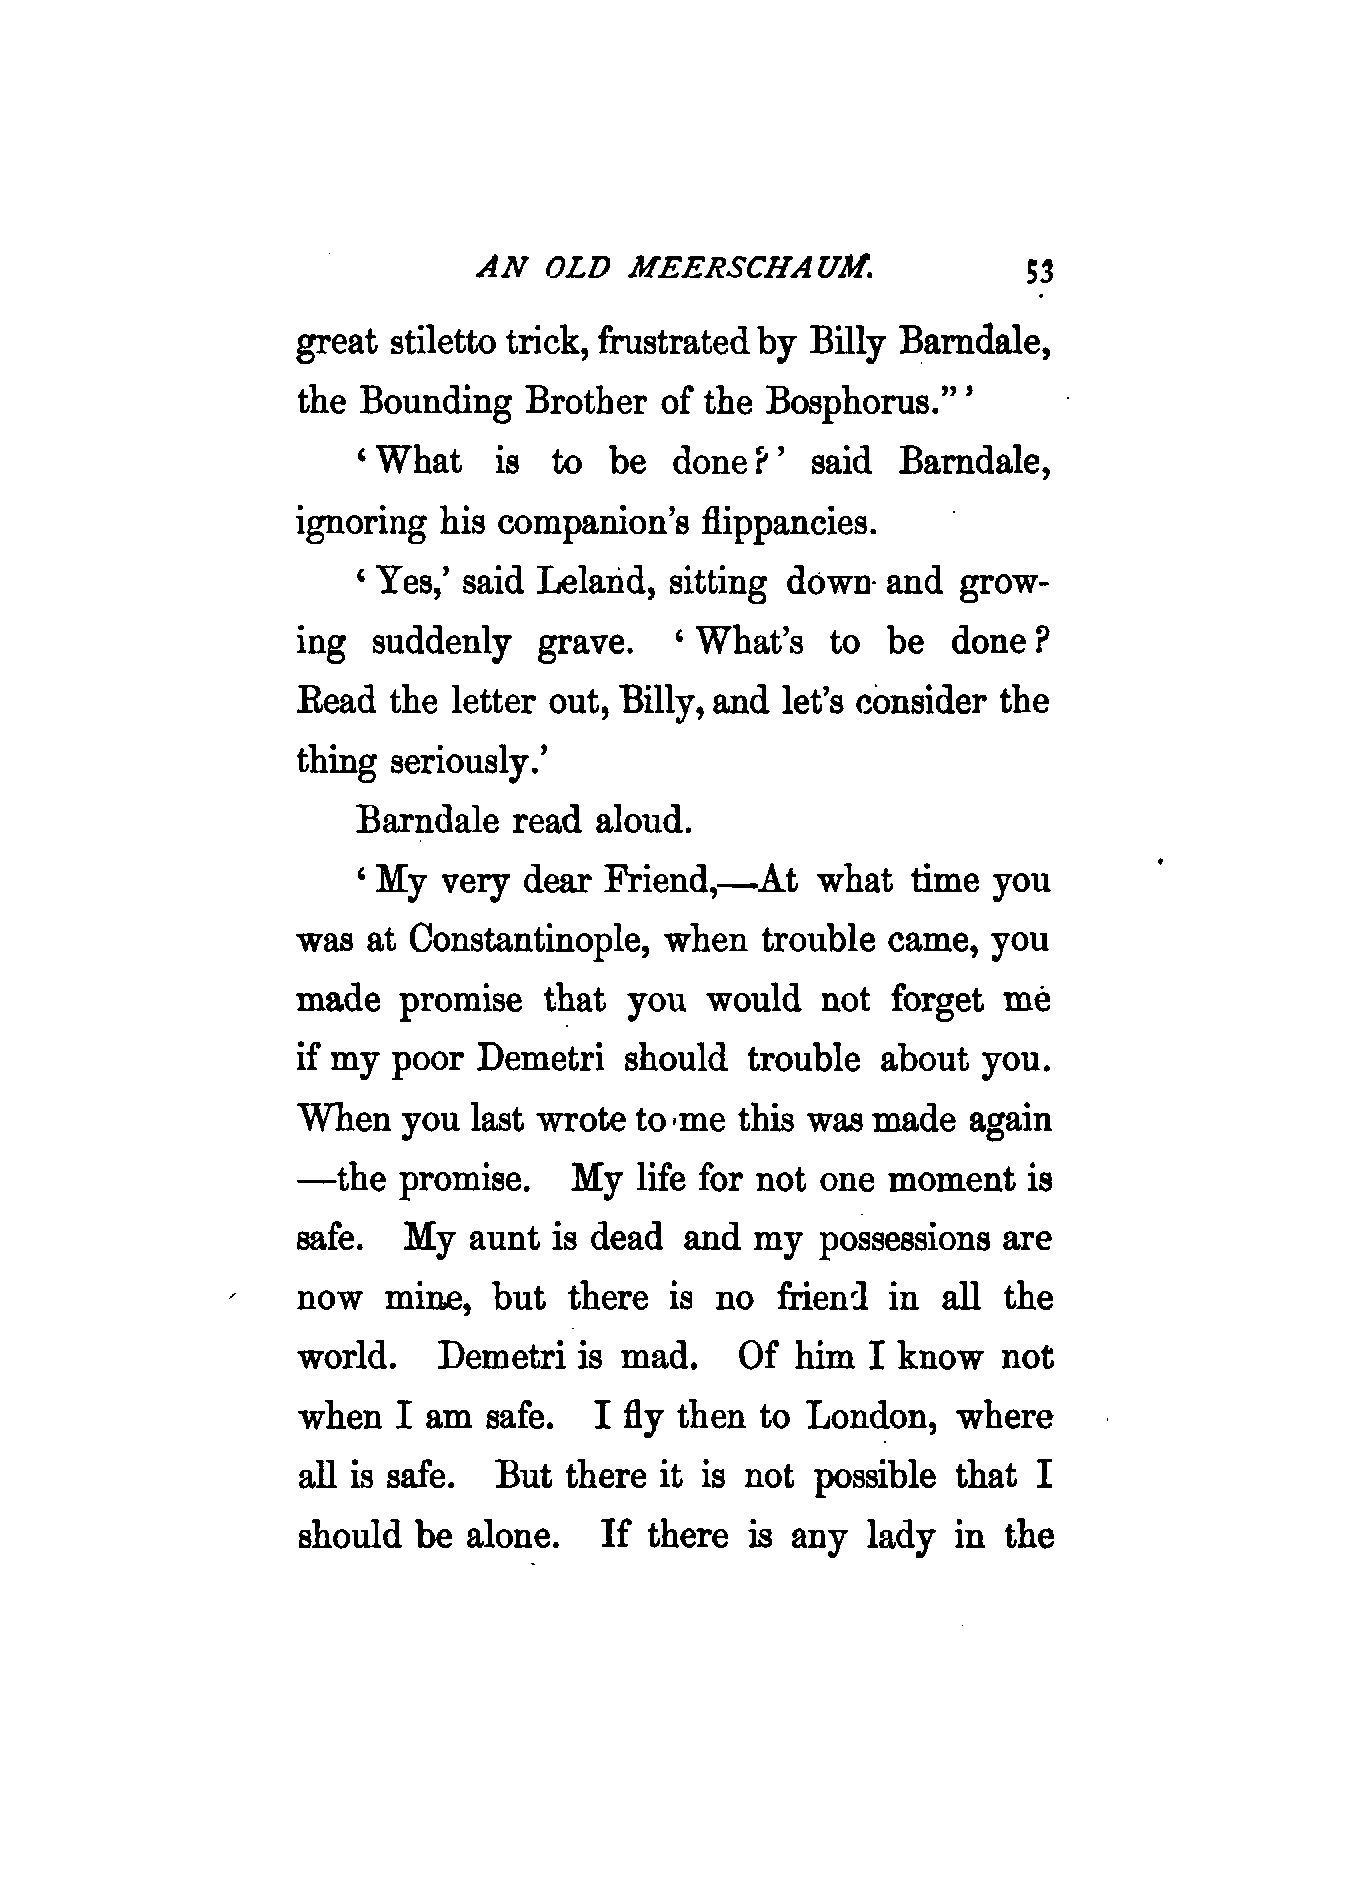 AN OLD MEERSCHAUM. 53
great stiletto trick, frustrated by Billy Barndale,
the Bounding Brother of the Bosphorus." '
' What is to be done?' said Barndale,
ignoring his companion's flippancies.
' Yes,' said Leland, sitting down and grow-
ing suddenly grave. ' What's to be done?
Read the letter out, Billy, and let's consider the
thing seriously.'
Barndale read aloud.
' My very dear Friend,—At what time you
was at Constantinople, when trouble came, you
made promise that you would not forget me
if my poor Demetri should trouble about you.
When you last wrote to me this was made again
—the promise. My life for not one moment is
safe. My aunt is dead and my possessions are
now mine, but there is no friend in all the
world. Demetri is mad. Of him I know not
when I am safe. I fly then to London, where
all is safe. But there it is not possible that I
should be alone. If there is any lady in the